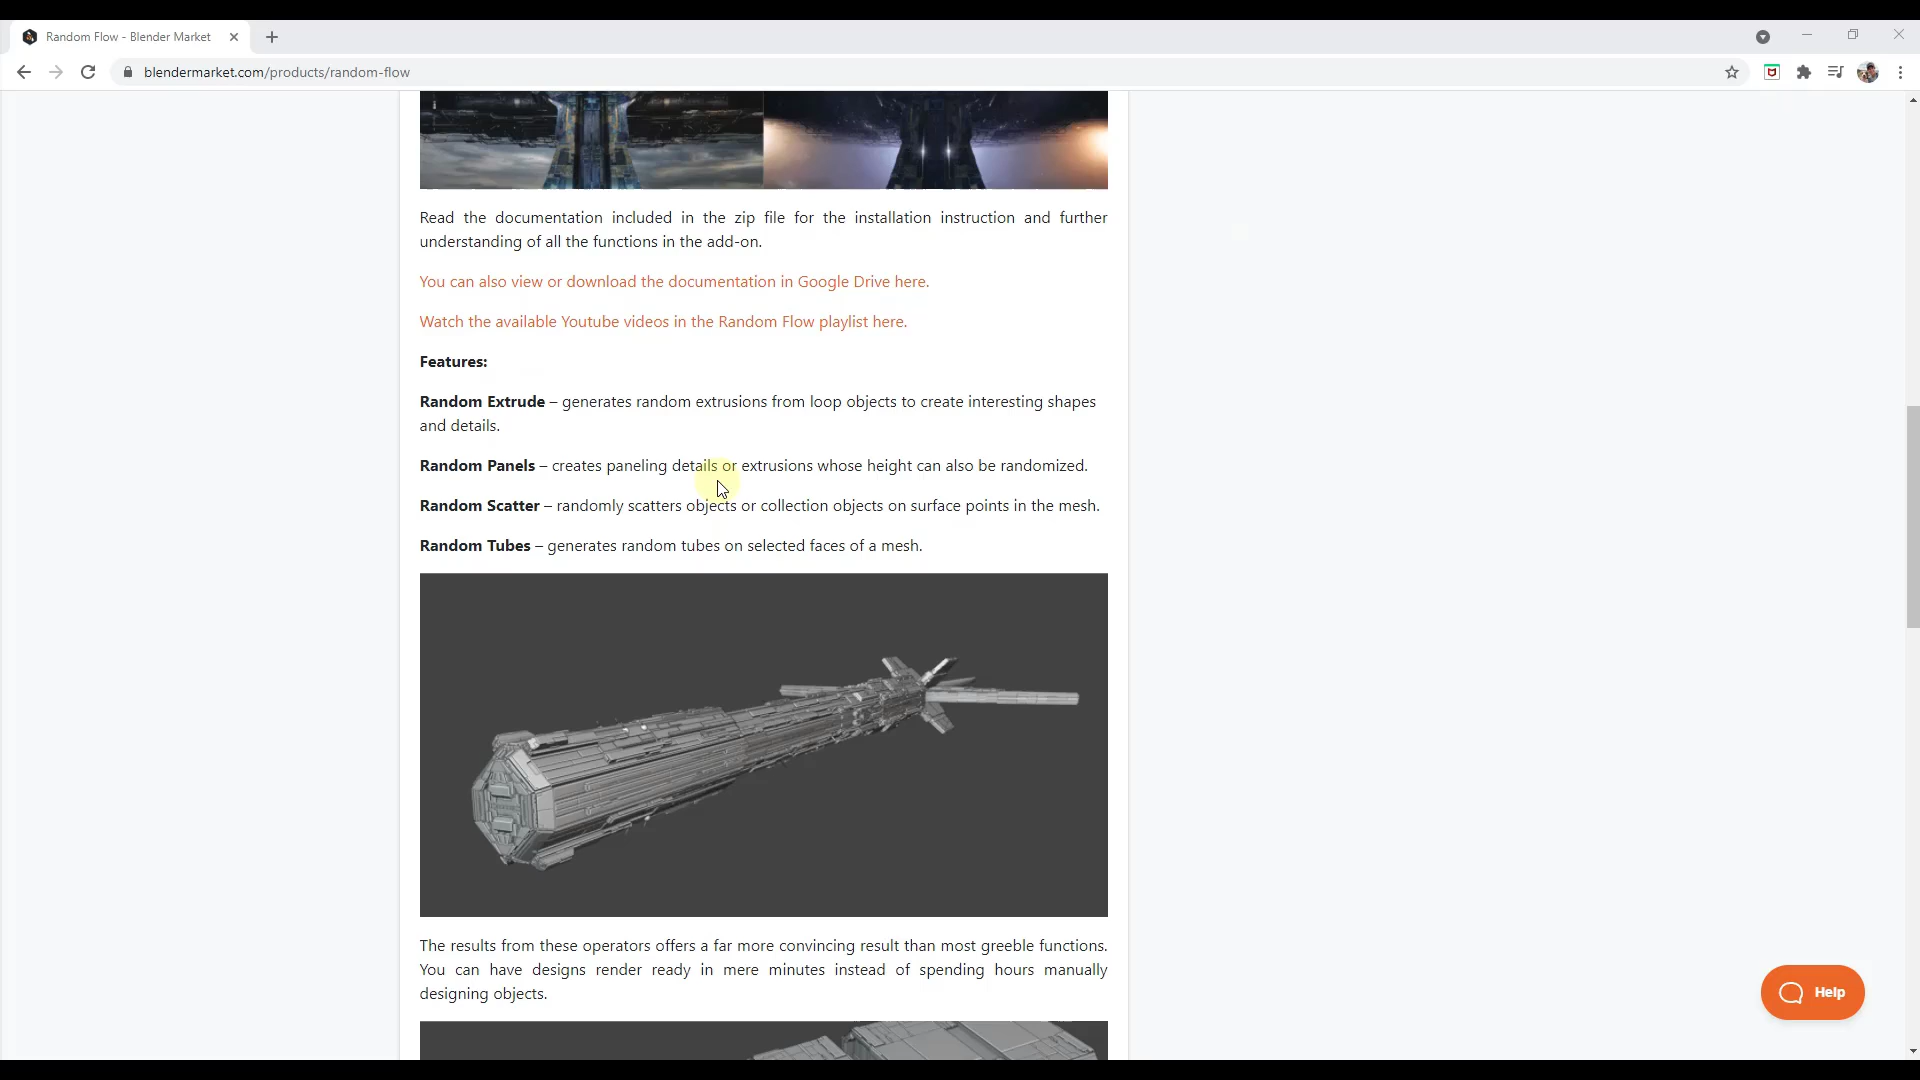 Random Flow - Blender Market
blendermarket.com/products/random-flow
Read the documentation included in the zip file for the installation instruction and further
understanding of all the functions in the add-on.
You can also view or download the documentation in Google Drive here.
Watch the available Youtube videos in the Random Flow playlist here.
Features:
Random Extrude – generates random extrusions from loop objects to create interesting shapes
and details.
Random Panels – creates paneling details or extrusions whose height can also be randomized.
Random Scatter – randomly scatters objects or collection objects on surface points in the mesh.
Random Tubes – generates random tubes on selected faces of a mesh.
The results from these operators offers a far more convincing result than most greeble functions.
You can have designs render ready in mere minutes instead of spending hours manually
designing objects.
Help